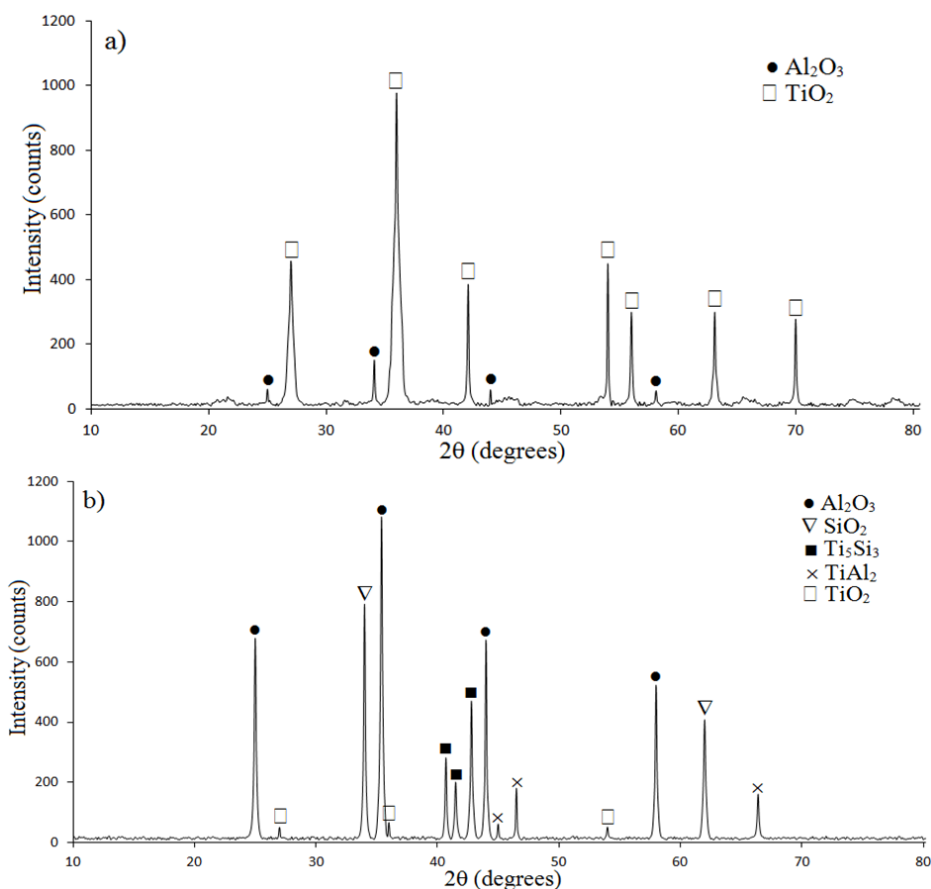 a)
1200
1000
800
600
400
200
0
Intensity (counts)
● Al₂O₃
□ TiO₂
10 20 30 40 50 60 70 80
2θ (degrees)
b)
1200
1000
800
600
400
200
0
Intensity (counts)
● Al₂O₃
▽ SiO₂
■ Ti₅Si₃
× TiAl₂
□ TiO₂
10 20 30 40 50 60 70 80
2θ (degrees)